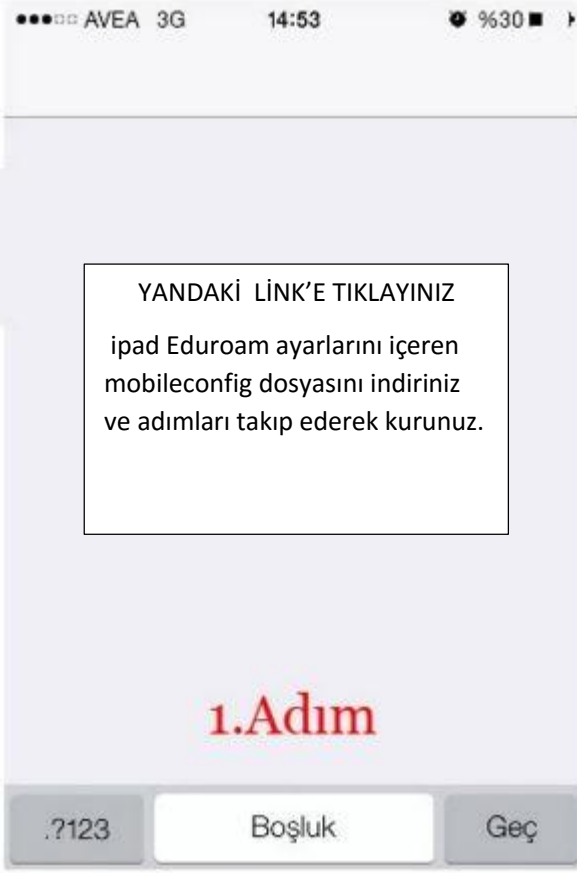 AVEA 3G 14:53 %30
YANDAKİ LİNK'E TIKLAYINIZ
ipad Eduroam ayarlarını içeren
mobileconfig dosyasını indiriniz
ve adımları takıp ederek kurunuz.
1.Adım
.?123 Boşluk Geç